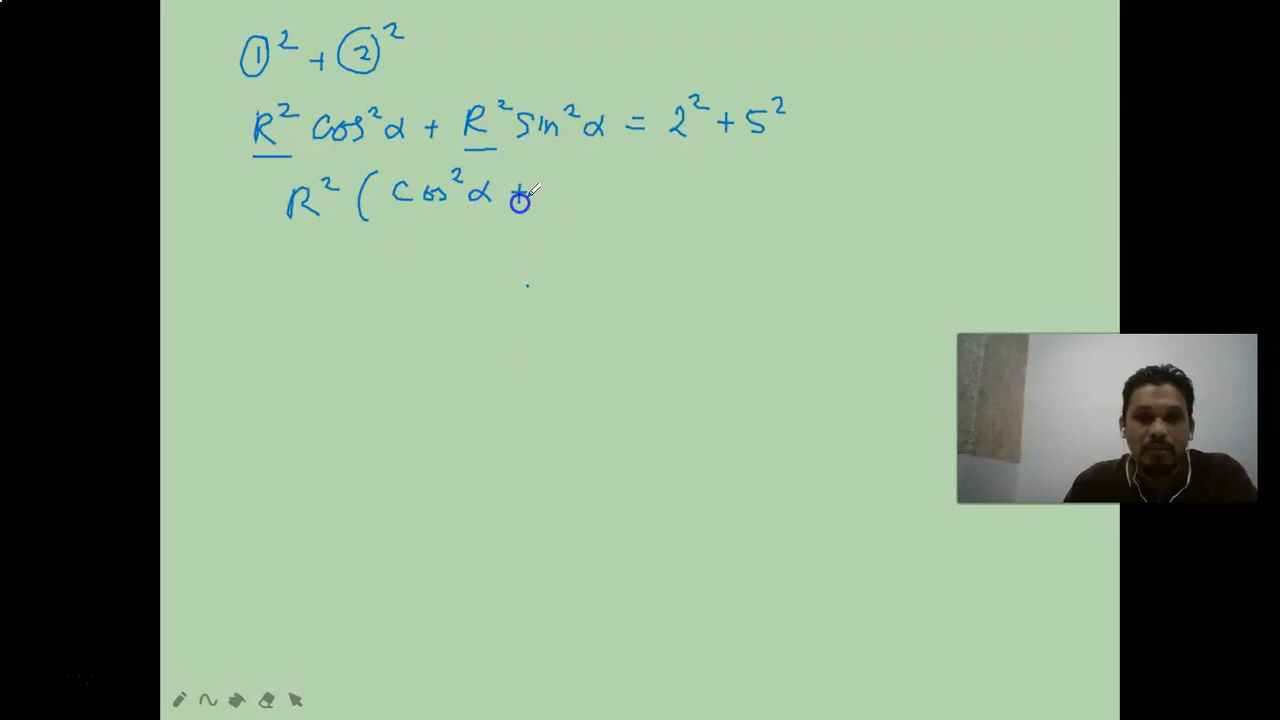 ①² + ②²
R² cos²α + R² sin²α = 2² + 5²
R² ( cos²α +